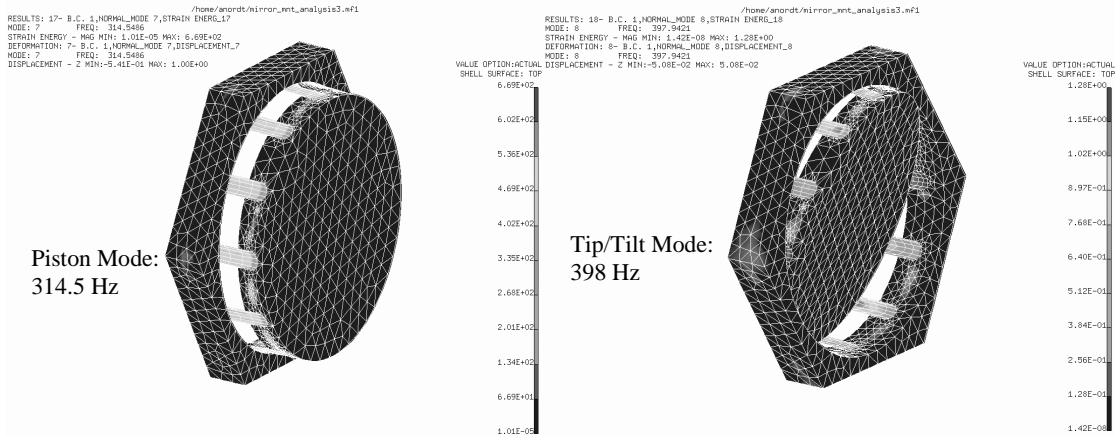 /home/anordt/mirror_mnt_analysis3.mf1
RESULTS: 17- B.C. 1,NORMAL_MODE 7,STRAIN ENERG_17
MODE: 7 FREQ: 314.5486
STRAIN ENERGY - MAG MIN: 1.01E-05 MAX: 6.69E+02
DEFORMATION: 7- B.C. 1,NORMAL_MODE 7,DISPLACEMENT_7
MODE: 7 FREQ: 314.5486
DISPLACEMENT - Z MIN:-5.41E-01 MAX: 1.00E+00
VALUE OPTION:ACTUAL
SHELL SURFACE: TOP
6.69E+02
6.02E+02
5.36E+02
4.69E+02
4.02E+02
3.35E+02
2.68E+02
2.01E+02
1.34E+02
6.69E+01
1.01E-05
Piston Mode:
314.5 Hz
/home/anordt/mirror_mnt_analysis3.mf1
RESULTS: 18- B.C. 1,NORMAL_MODE 8,STRAIN ENERG_18
MODE: 8 FREQ: 397.9421
STRAIN ENERGY - MAG MIN: 1.42E-08 MAX: 1.28E+00
DEFORMATION: 8- B.C. 1,NORMAL_MODE 8,DISPLACEMENT_8
MODE: 8 FREQ: 397.9421
DISPLACEMENT - Z MIN:-5.08E-02 MAX: 5.08E-02
VALUE OPTION:ACTUAL
SHELL SURFACE: TOP
1.28E+00
1.15E+00
1.02E+00
8.97E-01
7.68E-01
6.40E-01
5.12E-01
3.84E-01
2.56E-01
1.28E-01
1.42E-08
Tip/Tilt Mode:
398 Hz